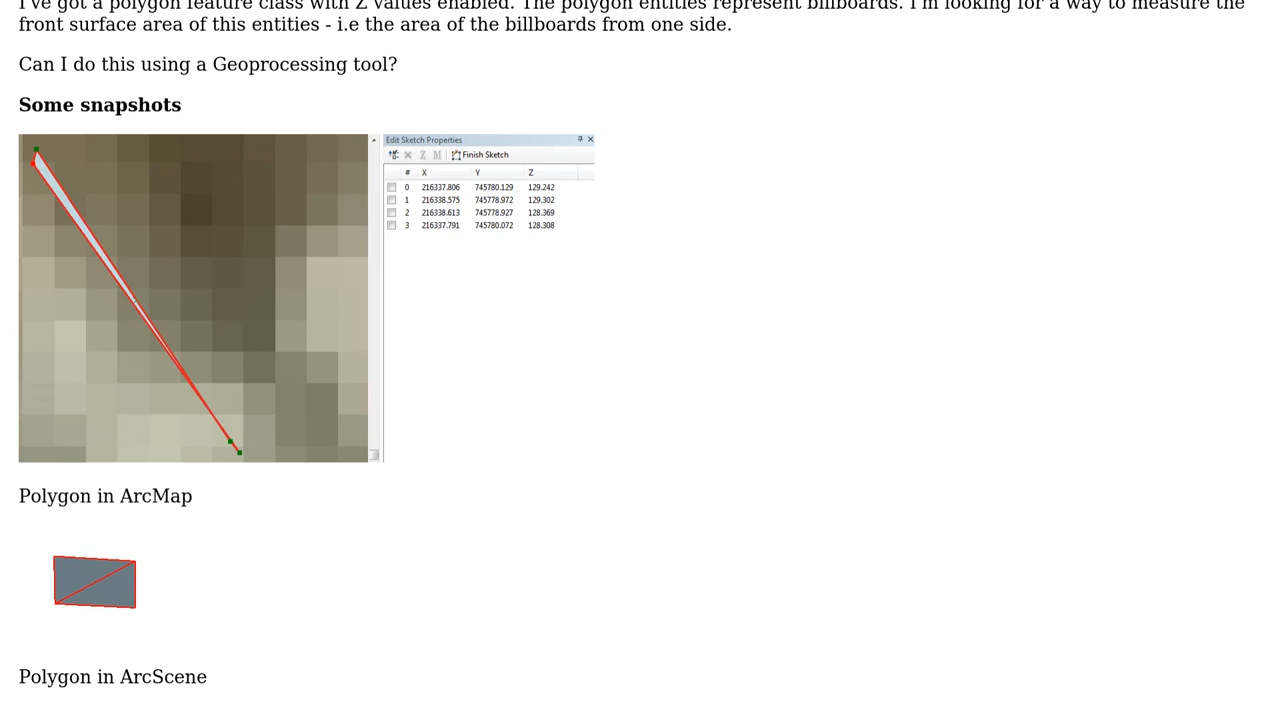 I've got a polygon feature class with Z values enabled. The polygon entities represent billboards. I'm looking for a way to measure the
front surface area of this entities - i.e the area of the billboards from one side.
Can I do this using a Geoprocessing tool?
Some snapshots
Edit Sketch Properties
Z M Finish Sketch
# X Y Z
0 216337.806 745780.129 129.242
1 216338.575 745778.972 129.302
2 216338.613 745778.927 128.369
3 216337.791 745780.072 128.308
Polygon in ArcMap
Polygon in ArcScene